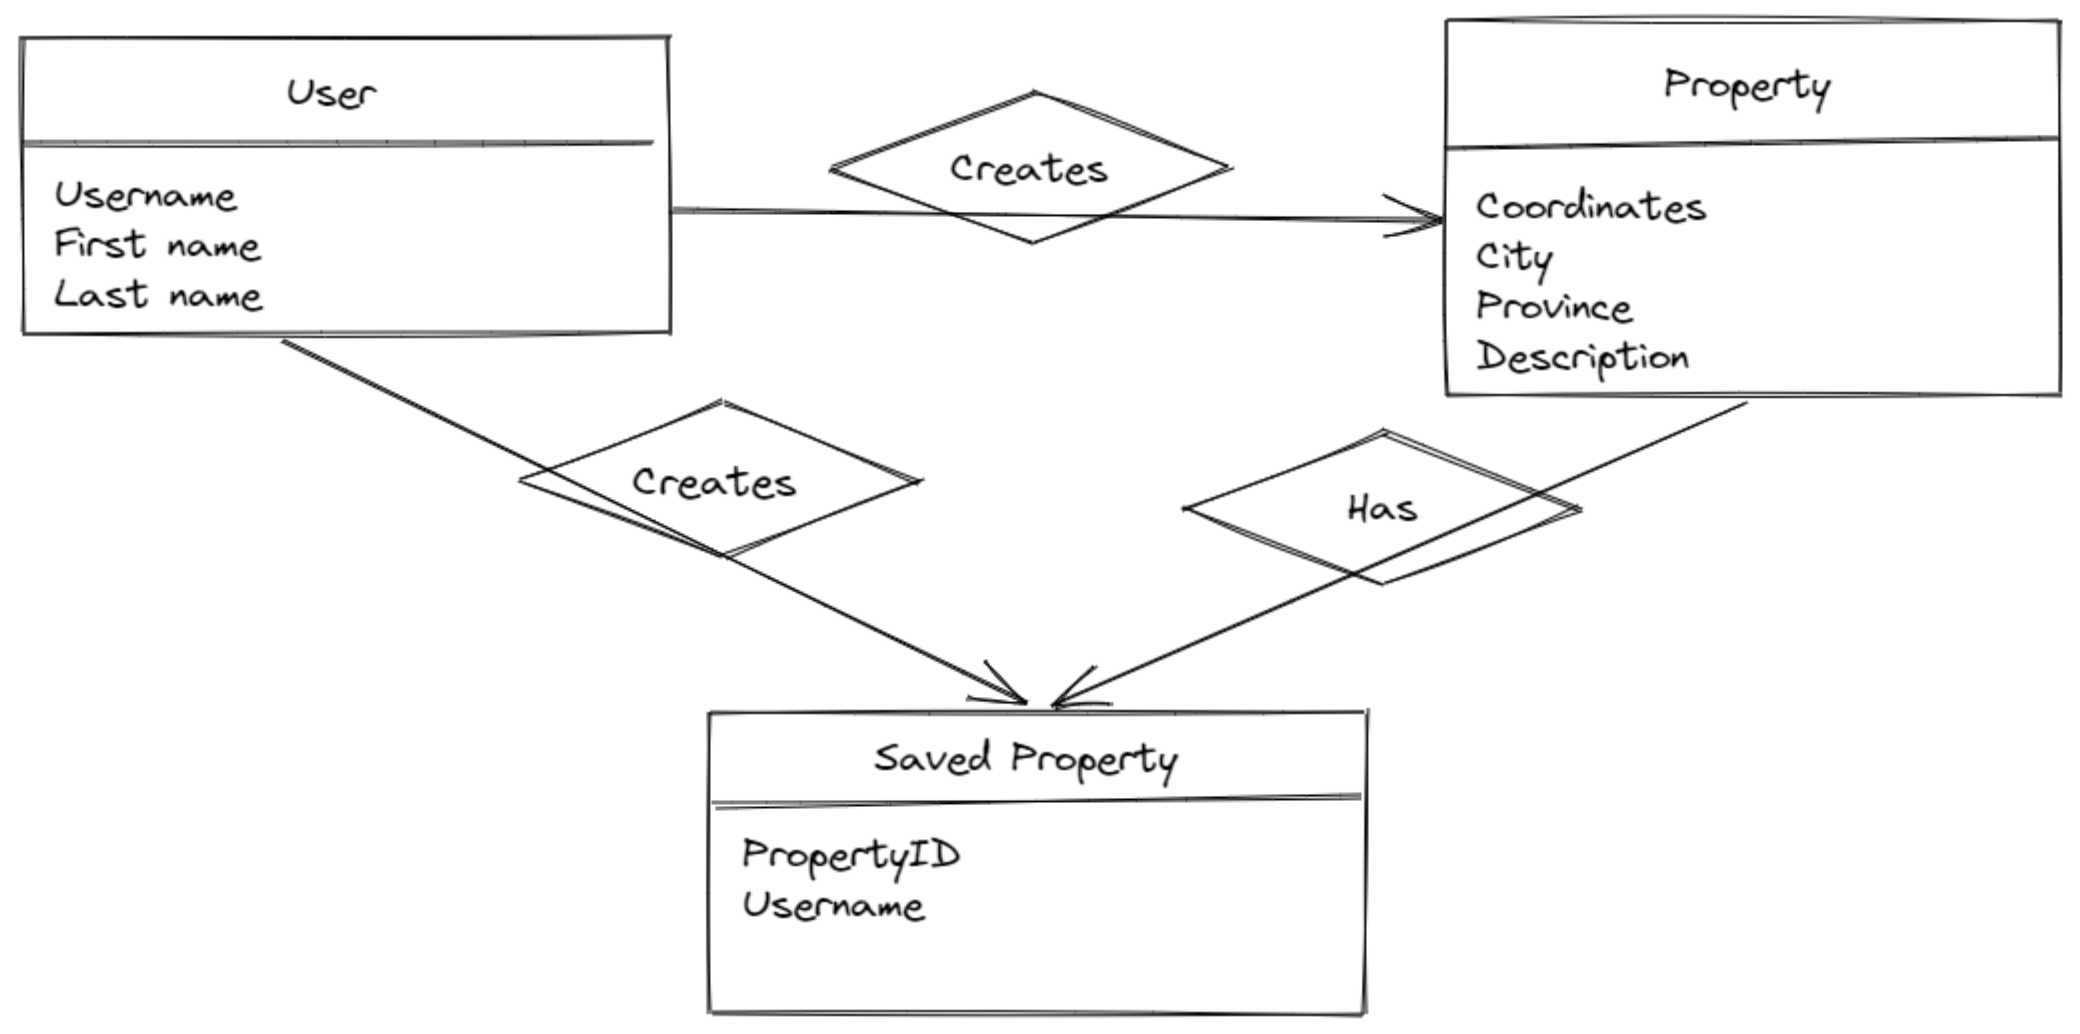 User
Username
First name
Last name
Creates
Property
Coordinates
City
Province
Description
Creates
Has
Saved Property
PropertyID
Username